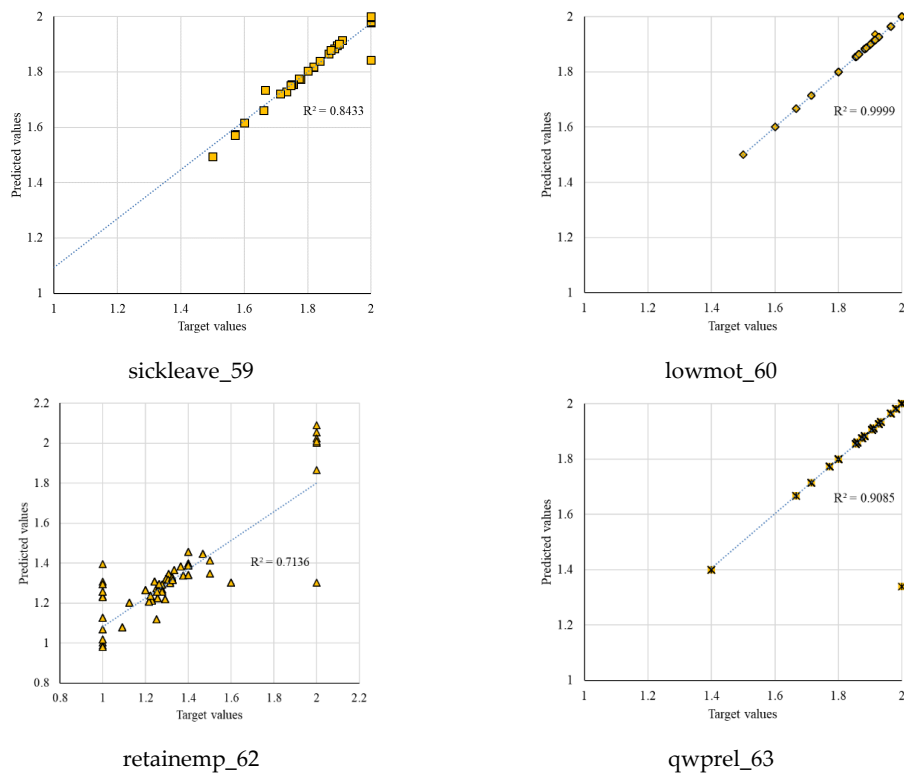 2
1.8
1.6
1.4
1.2
1
Predicted values
R² = 0.8433
1 1.2 1.4 1.6 1.8 2
Target values
sickleave_59
2
1.8
1.6
1.4
1.2
1
Predicted values
R² = 0.9999
1 1.2 1.4 1.6 1.8 2
Target values
lowmot_60
2.2
2
1.8
1.6
1.4
1.2
1
0.8
Predicted values
R² = 0.7136
0.8 1 1.2 1.4 1.6 1.8 2 2.2
Target values
retainemp_62
2
1.8
1.6
1.4
1.2
1
Predicted values
R² = 0.9085
1 1.2 1.4 1.6 1.8 2
Target values
qwprel_63